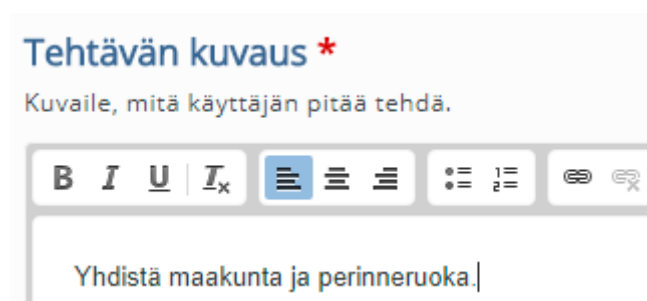 Tehtävän kuvaus *
Kuvaile, mitä käyttäjän pitää tehdä.
B I U Tx
Yhdistä maakunta ja perinneruoka.